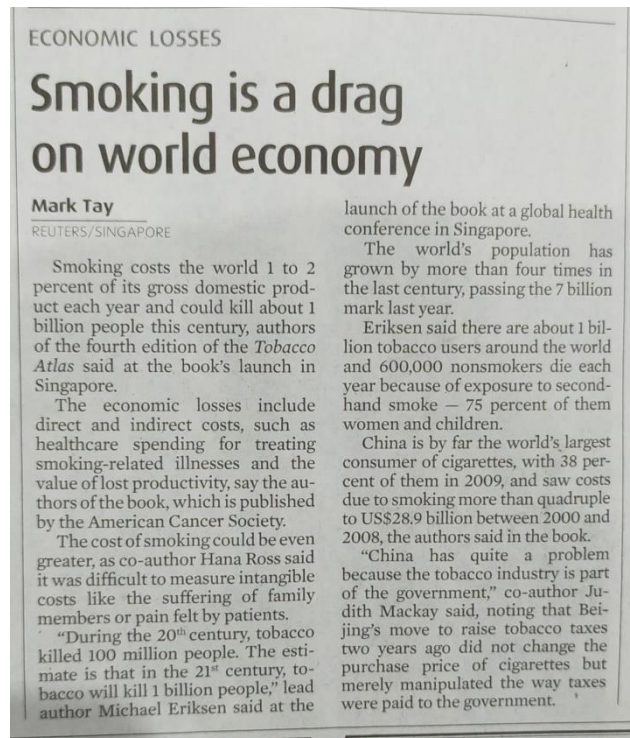 ECONOMIC LOSSES
Smoking is a drag
on world economy
Mark Tay
REUTERS/SINGAPORE
Smoking costs the world 1 to 2
percent of its gross domestic prod-
uct each year and could kill about 1
billion people this century, authors
of the fourth edition of the Tobacco
Atlas said at the book's launch in
Singapore.
The economic losses include
direct and indirect costs, such as
healthcare spending for treating
smoking-related illnesses and the
value of lost productivity, say the au-
thors of the book, which is published
by the American Cancer Society.
The cost of smoking could be even
greater, as co-author Hana Ross said
it was difficult to measure intangible
costs like the suffering of family
members or pain felt by patients.
"During the 20th century, tobacco
killed 100 million people. The esti-
mate is that in the 21st century, to-
bacco will kill 1 billion people," lead
author Michael Eriksen said at the
launch of the book at a global health
conference in Singapore.
The world's population has
grown by more than four times in
the last century, passing the 7 billion
mark last year.
Eriksen said there are about 1 bil-
lion tobacco users around the world
and 600,000 nonsmokers die each
year because of exposure to second-
hand smoke — 75 percent of them
women and children.
China is by far the world's largest
consumer of cigarettes, with 38 per-
cent of them in 2009, and saw costs
due to smoking more than quadruple
to US$28.9 billion between 2000 and
2008, the authors said in the book.
"China has quite a problem
because the tobacco industry is part
of the government," co-author Ju-
dith Mackay said, noting that Bei-
jing's move to raise tobacco taxes
two years ago did not change the
purchase price of cigarettes but
merely manipulated the way taxes
were paid to the government.